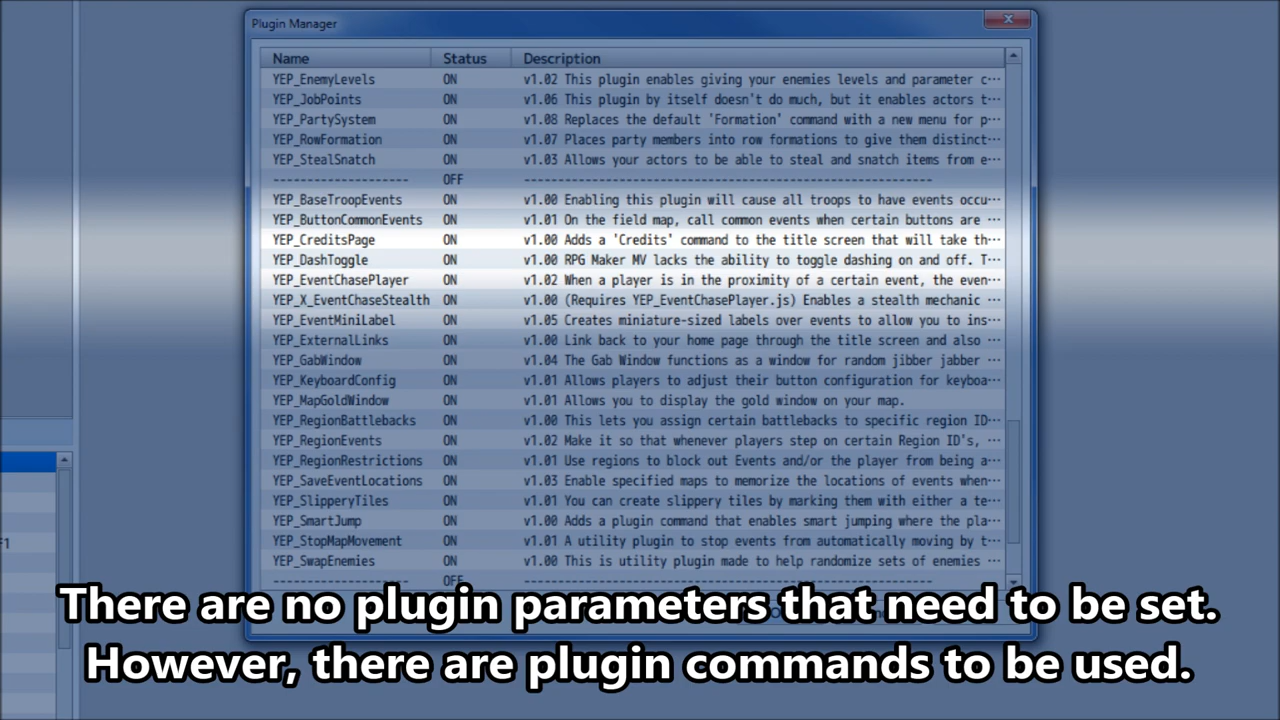 Plugin Manager
Name Status Description
YEP_EnemyLevels ON v1.02 This plugin enables giving your enemies levels and parameter c···
YEP_JobPoints ON v1.06 This plugin by itself doesn't do much, but it enables actors t···
YEP_PartySystem ON v1.08 Replaces the default 'Formation' command with a new menu for p···
YEP_RowFormation ON v1.07 Places party members into row formations to give them distinct···
YEP_StealSnatch ON v1.03 Allows your actors to be able to steal and snatch items from e···
-------------------- OFF ------------------------------------------------------------
YEP_BaseTroopEvents ON v1.00 Enabling this plugin will cause all troops to have events occu···
YEP_ButtonCommonEvents ON v1.01 On the field map, call common events when certain buttons are ···
YEP_CreditsPage ON v1.00 Adds a 'Credits' command to the title screen that will take th···
YEP_DashToggle ON v1.00 RPG Maker MV lacks the ability to toggle dashing on and off. T···
YEP_EventChasePlayer ON v1.02 When a player is in the proximity of a certain event, the even···
YEP_X_EventChaseStealth ON v1.00 (Requires YEP_EventChasePlayer.js) Enables a stealth mechanic ···
YEP_EventMiniLabel ON v1.05 Creates miniature-sized labels over events to allow you to ins···
YEP_ExternalLinks ON v1.00 Link back to your home page through the title screen and also ···
YEP_GabWindow ON v1.04 The Gab Window functions as a window for random jibber jabber ···
YEP_KeyboardConfig ON v1.01 Allows players to adjust their button configuration for keyboa···
YEP_MapGoldWindow ON v1.01 Allows you to display the gold window on your map.
YEP_RegionBattlebacks ON v1.00 This lets you assign certain battlebacks to specific region ID···
YEP_RegionEvents ON v1.02 Make it so that whenever players step on certain Region ID's, ···
YEP_RegionRestrictions ON v1.01 Use regions to block out Events and/or the player from being a···
YEP_SaveEventLocations ON v1.03 Enable specified maps to memorize the locations of events when···
YEP_SlipperyTiles ON v1.01 You can create slippery tiles by marking them with either a te···
YEP_SmartJump ON v1.00 Adds a plugin command that enables smart jumping where the pla···
F1
YEP_StopMapMovement ON v1.01 A utility plugin to stop events from automatically moving by t···
YEP_SwapEnemies ON v1.00 This is utility plugin made to help randomize sets of enemies ···
-------------------- OFF ------------------------------------------------------------
There are no plugin parameters that need to be set.
However, there are plugin commands to be used.